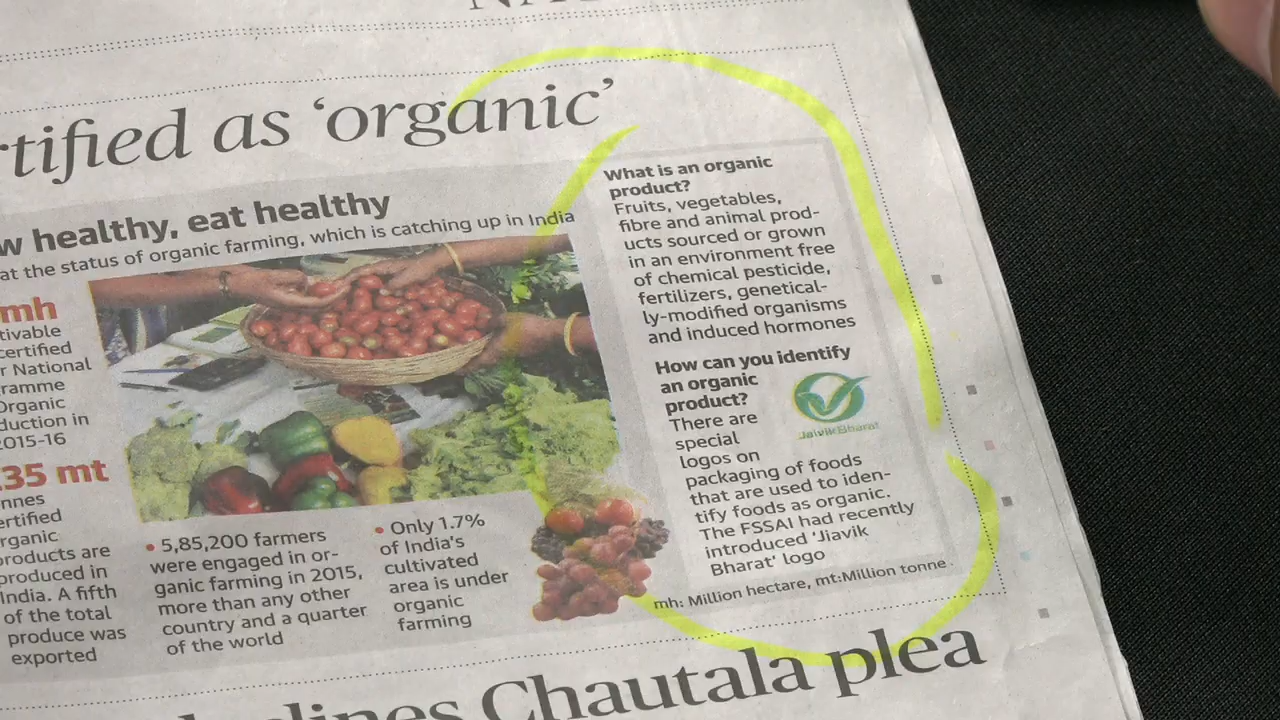 NA
rtified as ‘organic’
w healthy, eat healthy
at the status of organic farming, which is catching up in India
mh
tivable
certified
r National
ramme
Organic
duction in
2015-16
.35 mt
nnes
ertified
rganic
roducts are
produced in
India. A fifth
of the total
produce was
exported
• 5,85,200 farmers
were engaged in or-
ganic farming in 2015,
more than any other
country and a quarter
of the world
• Only 1.7%
of India's
cultivated
area is under
organic
farming
What is an organic
product?
Fruits, vegetables,
fibre and animal prod-
ucts sourced or grown
in an environment free
of chemical pesticide,
fertilizers, genetical-
ly-modified organisms
and induced hormones
How can you identify
an organic
product?
There are
special
logos on
packaging of foods
that are used to iden-
tify foods as organic.
The FSSAI had recently
introduced 'Jiavik
Bharat' logo
JaivikBharat
mh: Million hectare, mt:Million tonne
lines Chautala plea